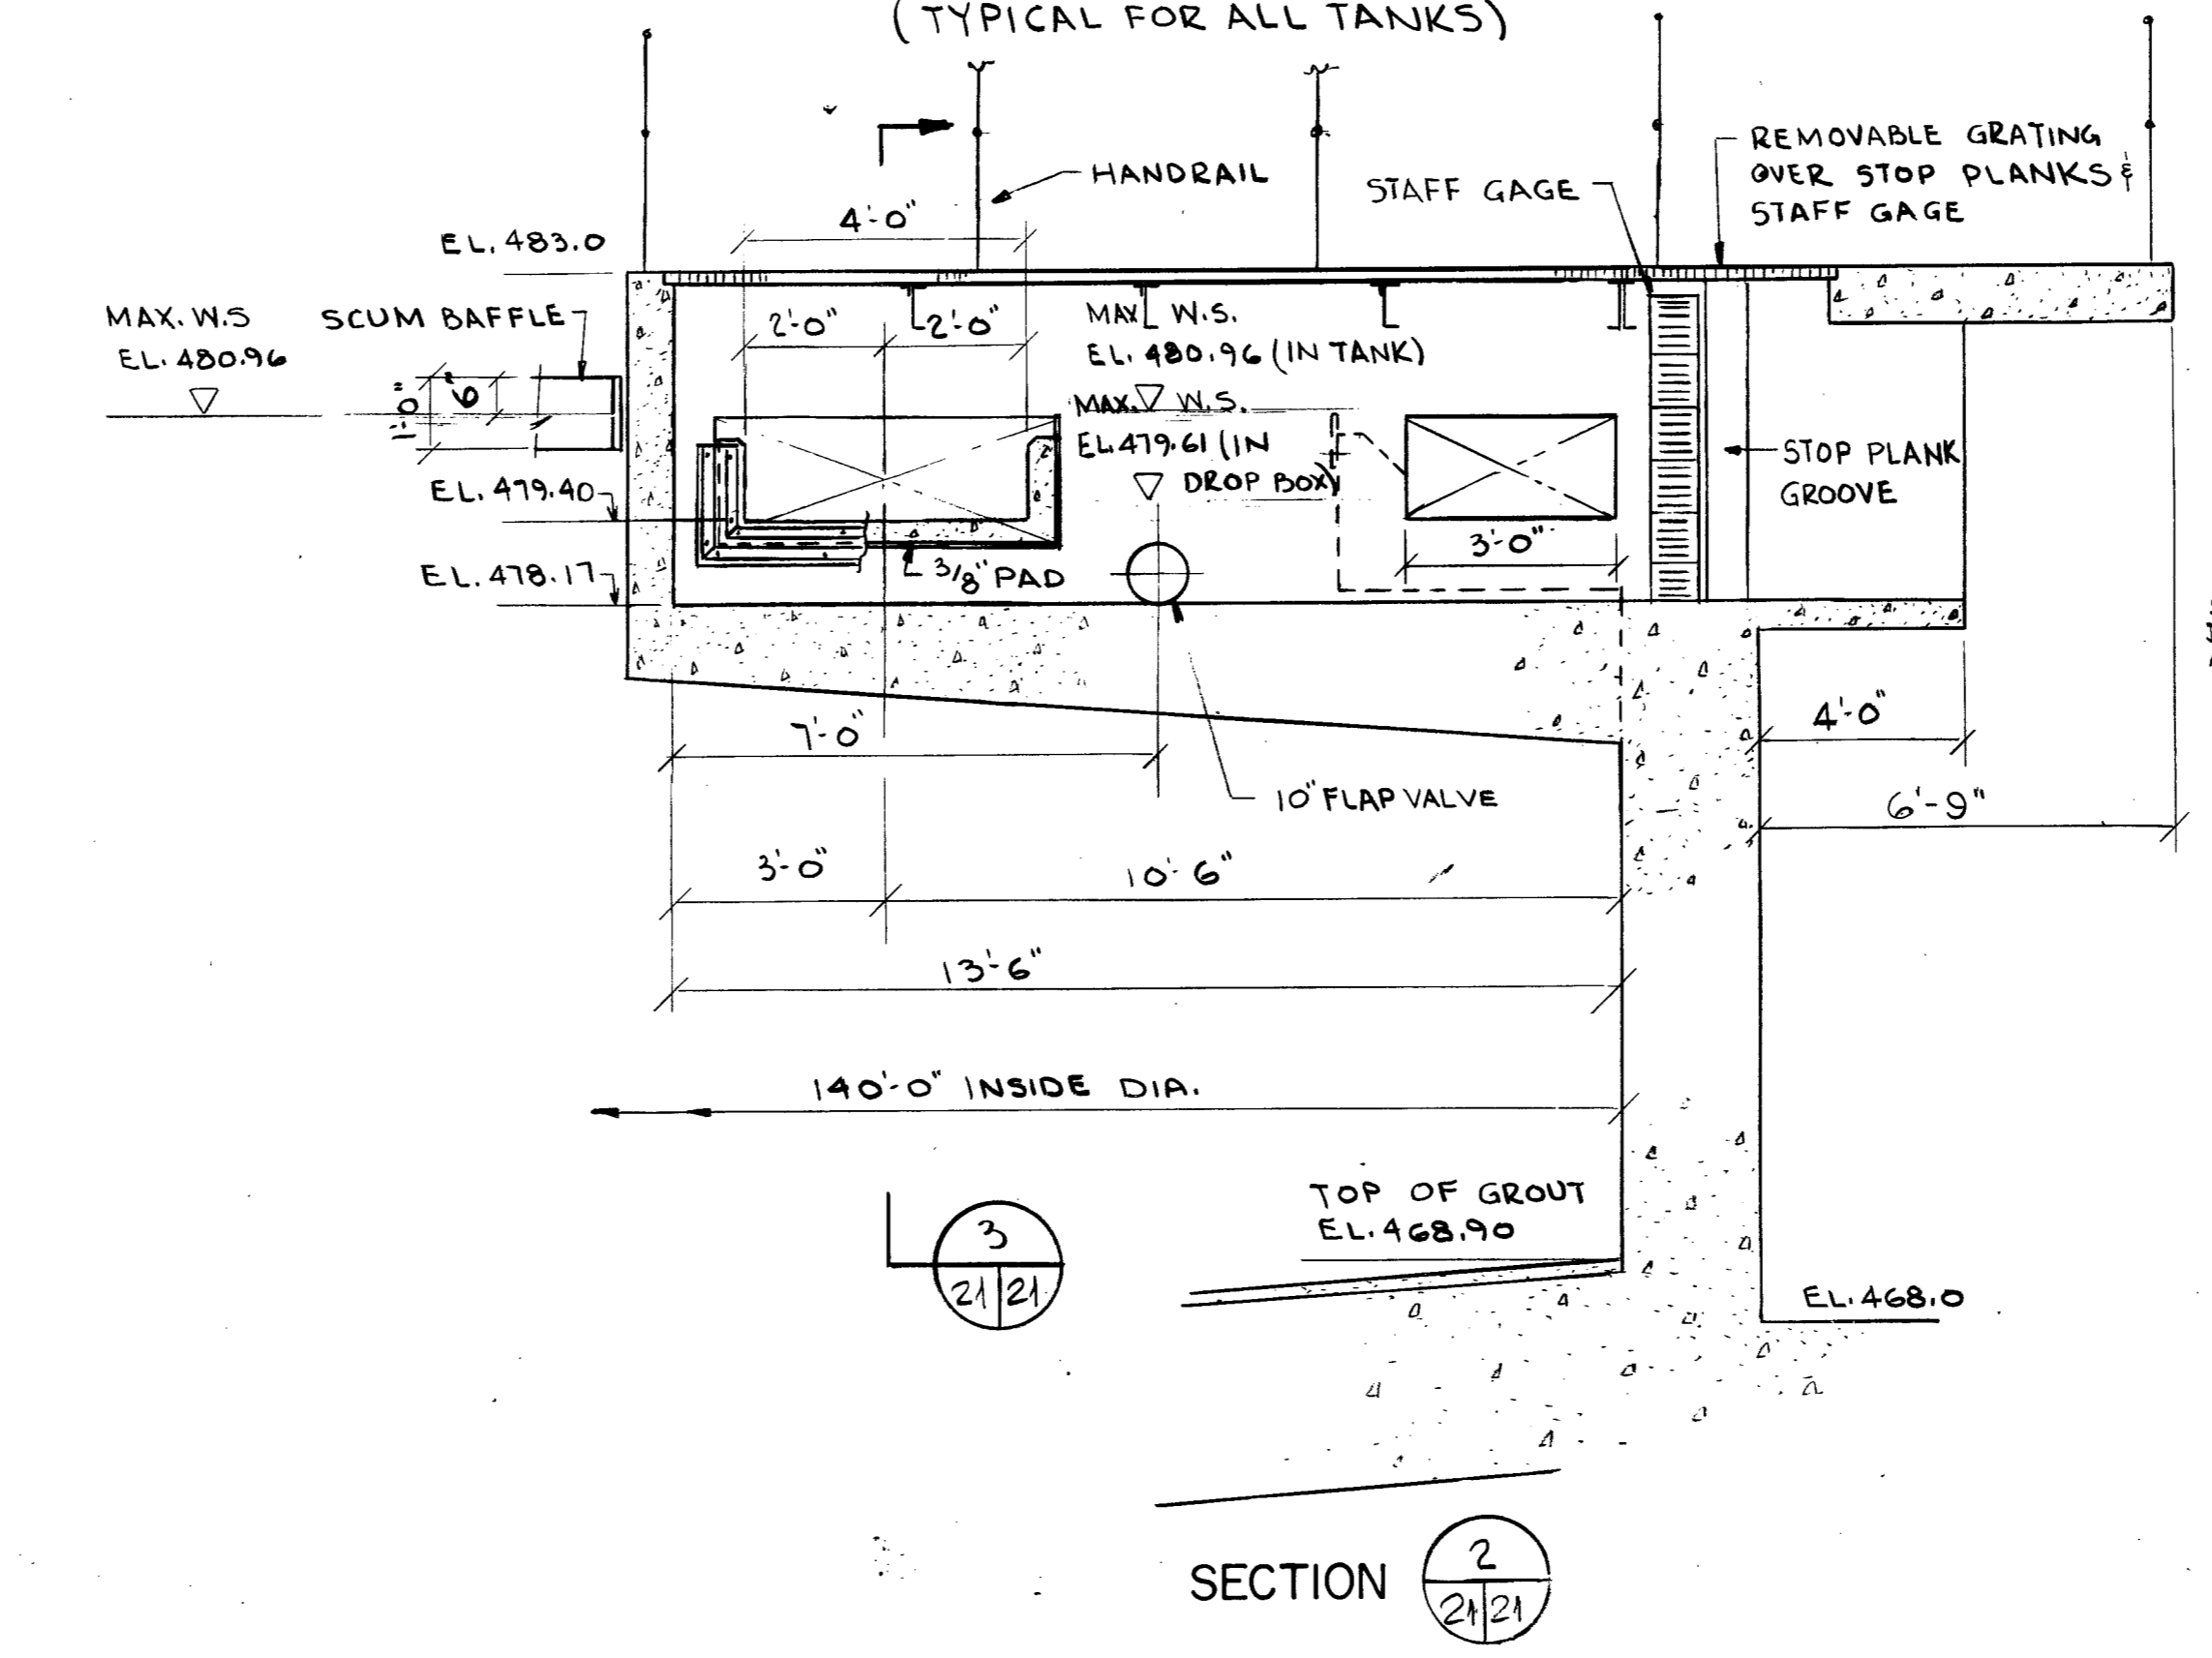 (TYPICAL FOR ALL TANKS)
HANDRAIL
STAFF GAGE
REMOVABLE GRATING
OVER STOP PLANKS &
STAFF GAGE
4'-0"
EL. 483.0
MAX. W.S
EL. 480.96
SCUM BAFFLE
2'-0"
2'-0"
MAX W.S.
EL. 480.96 (IN TANK)
1'-0"
6"
MAX. W.S.
EL. 479.61 (IN
DROP BOX)
STOP PLANK
GROOVE
EL. 479.40
3'-0"
EL. 478.17
3/8" PAD
7'-0"
4'-0"
10" FLAP VALVE
6'-9"
3'-0"
10'-6"
13'-6"
140'-0" INSIDE DIA.
TOP OF GROUT
EL. 468.90
3
21 21
EL. 468.0
SECTION
2
21 21